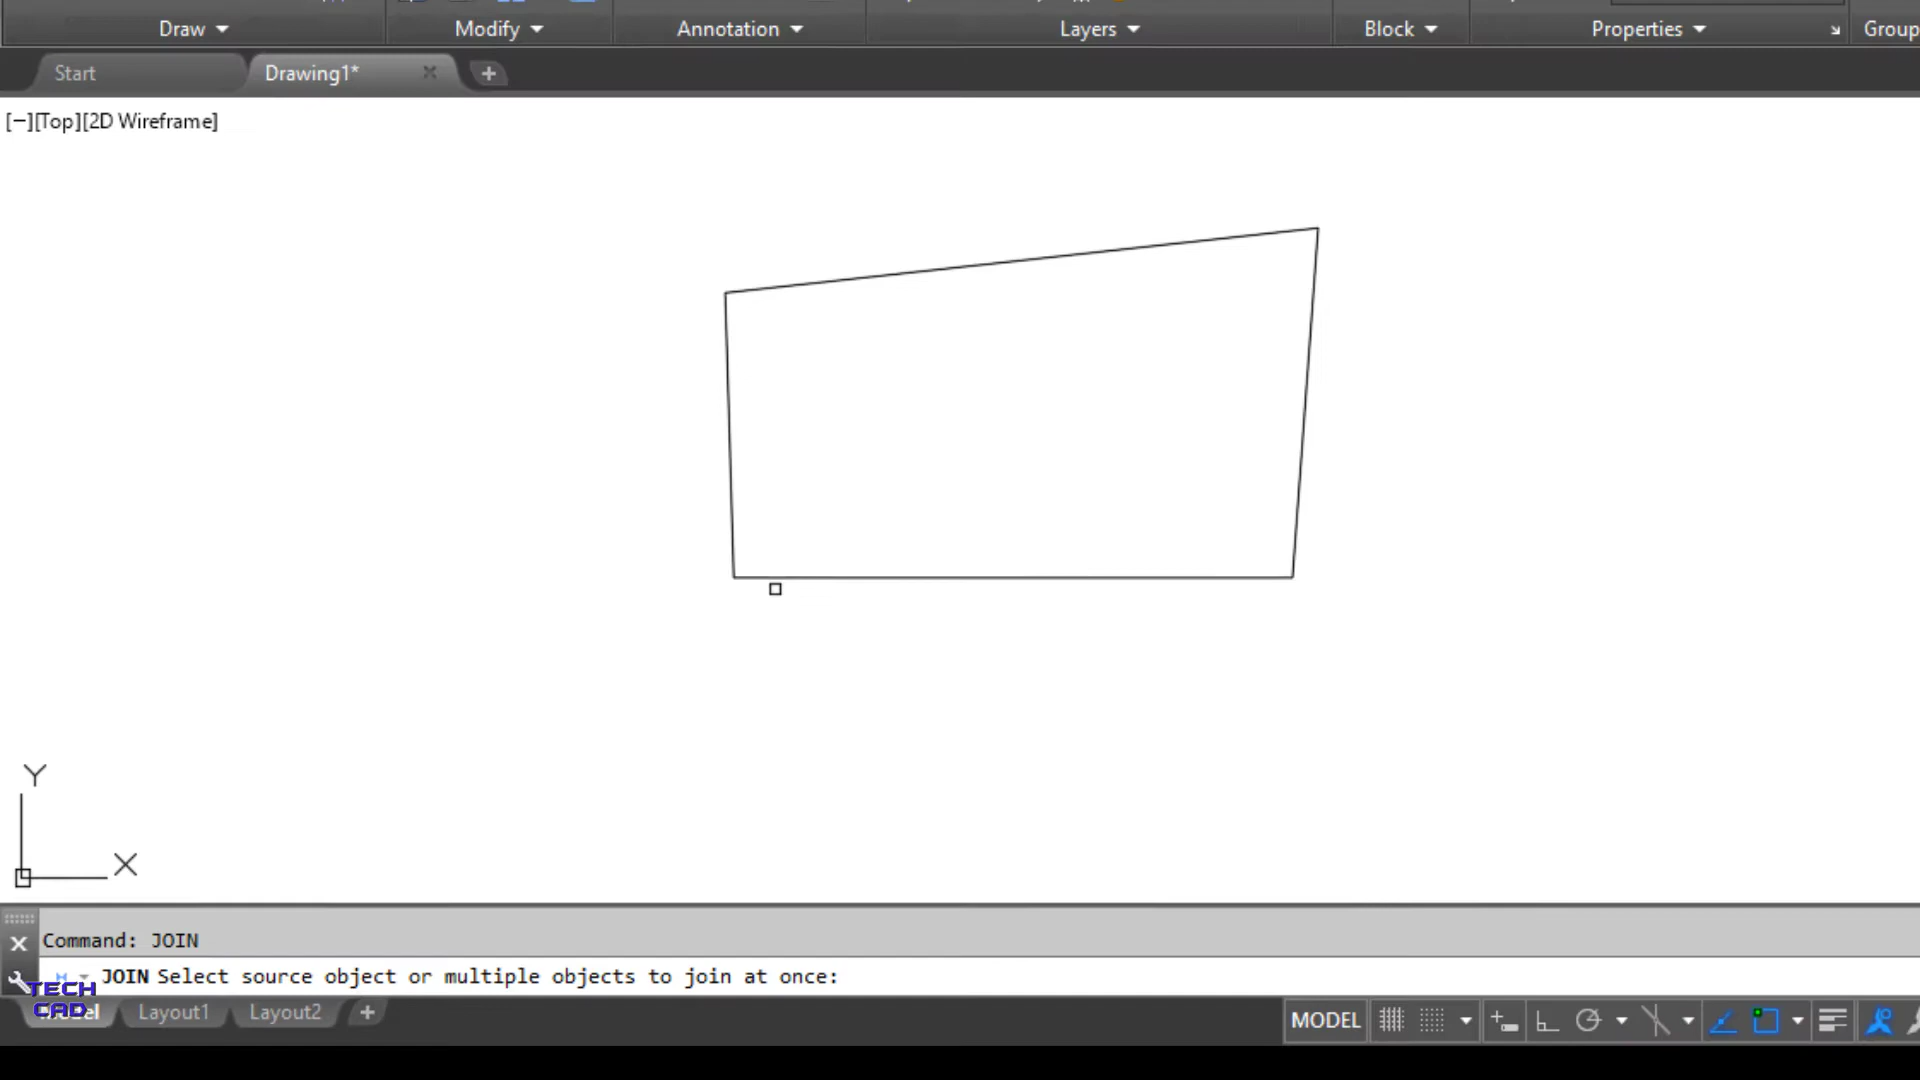 Draw Modify Annotation Layers Block Properties Group
Start Drawing1*
[−][Top][2D Wireframe]
Y
X
Command: JOIN
JOIN Select source object or multiple objects to join at once:
TECH
CAD
Model Layout1 Layout2 MODEL